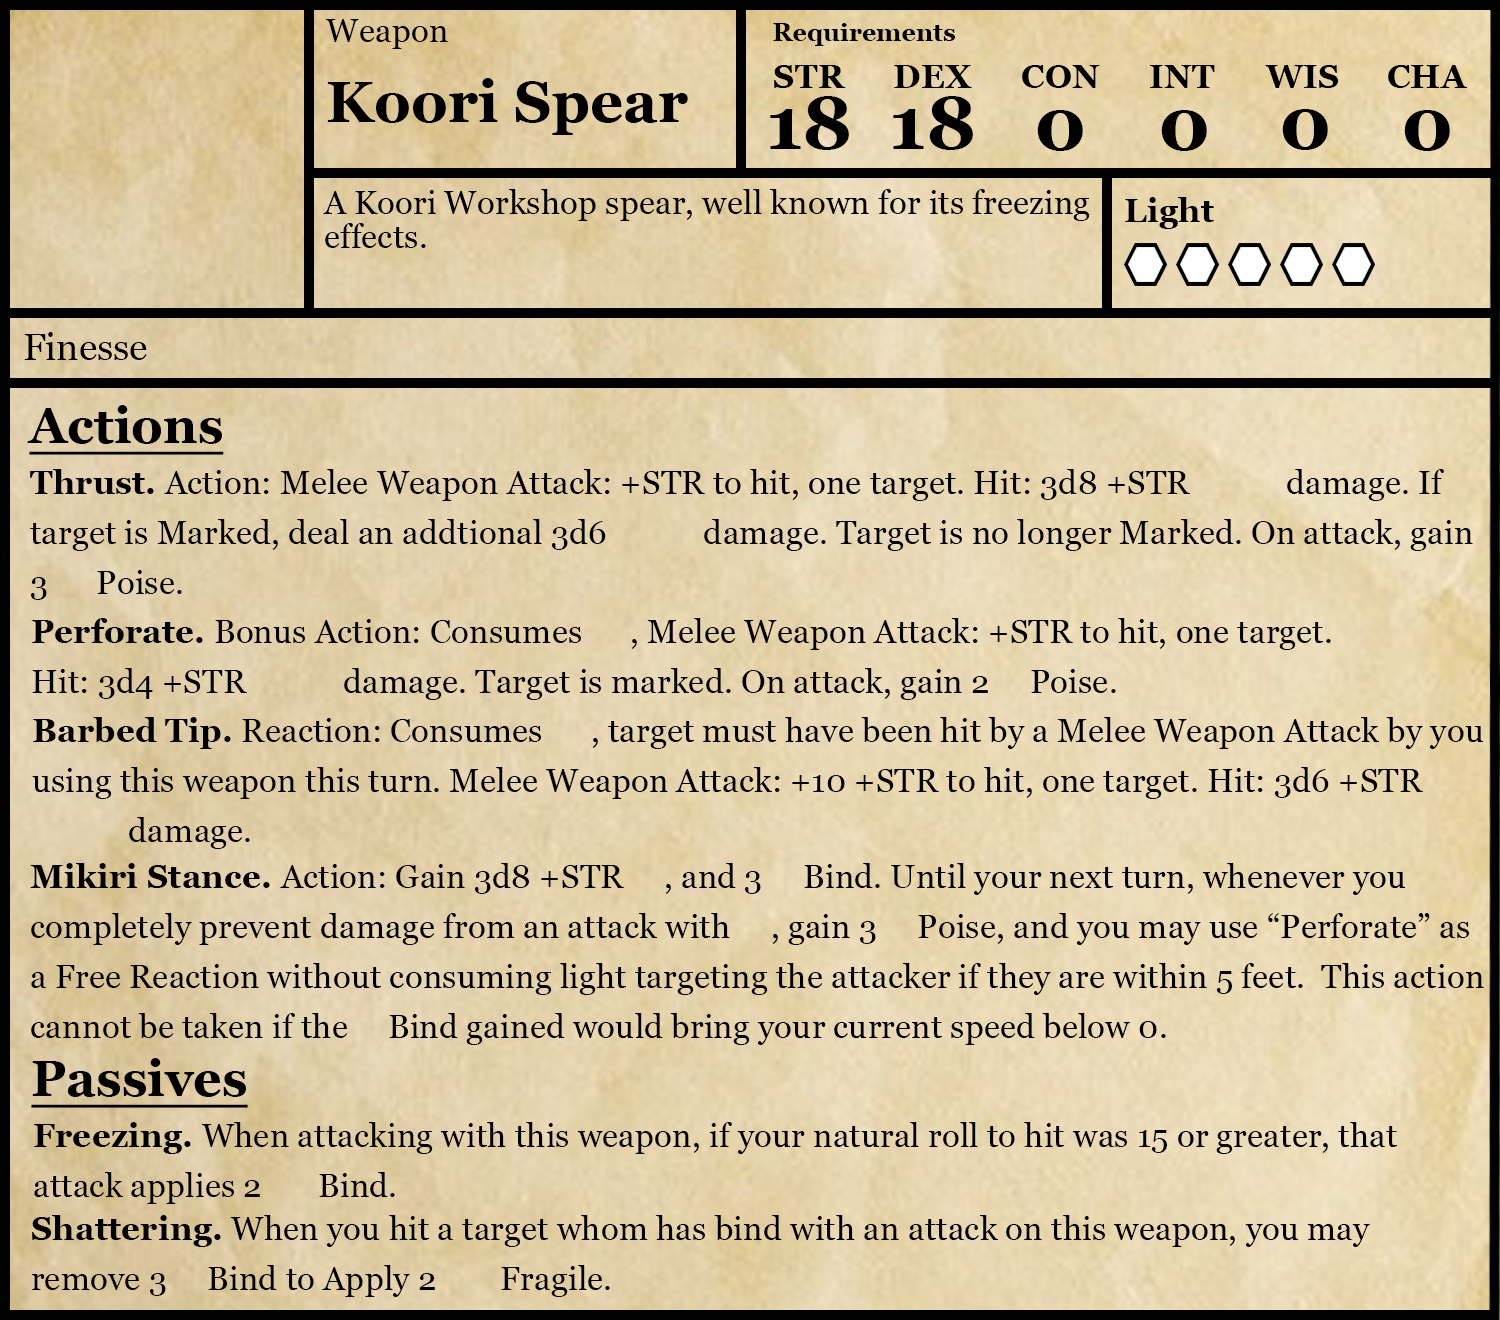 Weapon
Koori Spear
Requirements
STR DEX CON INT WIS CHA
18 18 0 0 0 0
A Koori Workshop spear, well known for its freezing
effects.
Light
Finesse
Actions
Thrust. Action: Melee Weapon Attack: +STR to hit, one target. Hit: 3d8 +STR damage. If
target is Marked, deal an addtional 3d6 damage. Target is no longer Marked. On attack, gain
3 Poise.
Perforate. Bonus Action: Consumes , Melee Weapon Attack: +STR to hit, one target.
Hit: 3d4 +STR damage. Target is marked. On attack, gain 2 Poise.
Barbed Tip. Reaction: Consumes , target must have been hit by a Melee Weapon Attack by you
using this weapon this turn. Melee Weapon Attack: +10 +STR to hit, one target. Hit: 3d6 +STR
damage.
Mikiri Stance. Action: Gain 3d8 +STR , and 3 Bind. Until your next turn, whenever you
completely prevent damage from an attack with , gain 3 Poise, and you may use “Perforate” as
a Free Reaction without consuming light targeting the attacker if they are within 5 feet. This action
cannot be taken if the Bind gained would bring your current speed below 0.
Passives
Freezing. When attacking with this weapon, if your natural roll to hit was 15 or greater, that
attack applies 2 Bind.
Shattering. When you hit a target whom has bind with an attack on this weapon, you may
remove 3 Bind to Apply 2 Fragile.